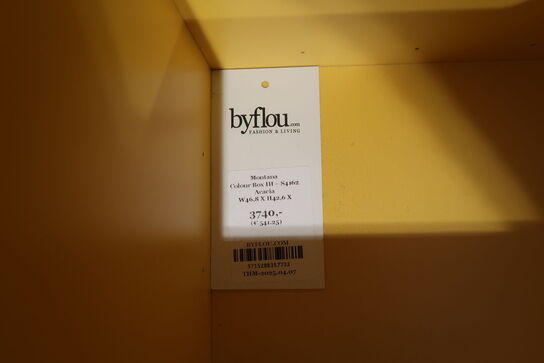 byflou.com
FASHION & LIVING
Montana
Colour Box III - S4162
Acacia
W46,8 X H42,6 X
3740,-
(€ 541.25)
BYFLOU.COM
5715288357733
THM-2025.04.07